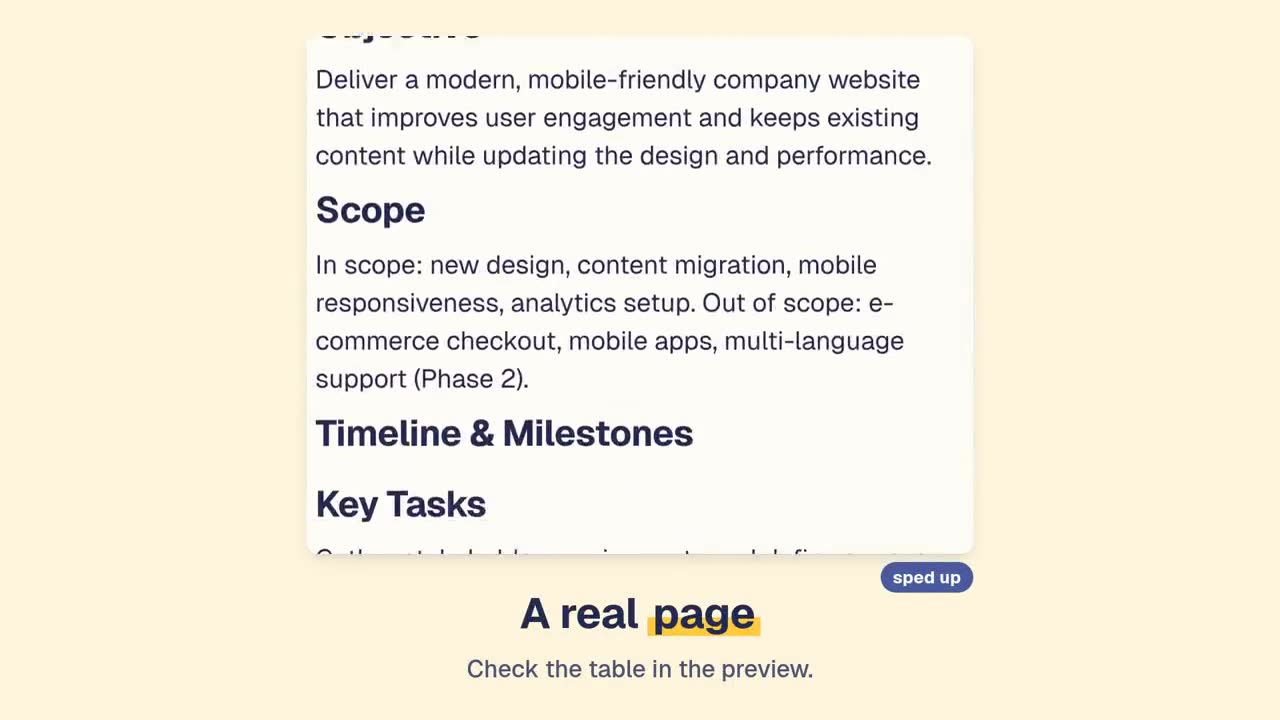 Objective
Deliver a modern, mobile-friendly company website
that improves user engagement and keeps existing
content while updating the design and performance.
Scope
In scope: new design, content migration, mobile
responsiveness, analytics setup. Out of scope: e-
commerce checkout, mobile apps, multi-language
support (Phase 2).
Timeline & Milestones
Key Tasks
sped up
A real page
Check the table in the preview.